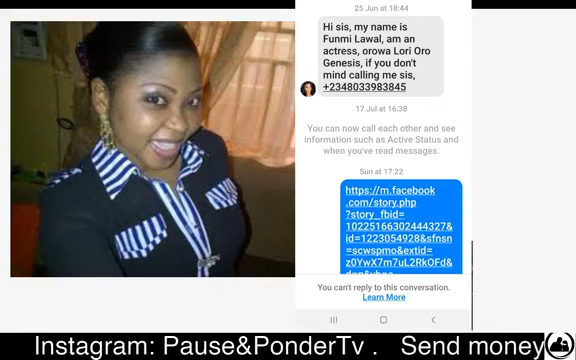 25 Jun at 18:44
Hi sis, my name is
Funmi Lawal, am an
actress, orowa Lori Oro
Genesis, if you don't
mind calling me sis,
+2348033983845
17 Jul at 16:38
You can now call each other and see
information such as Active Status and
when you've read messages.
Sun at 17:22
https://m.facebook
.com/story.php
?story_fbid=
102251663024443​27&
id=1223054928&sfnsn
=scwspmo&extid=
z0YwX7m7uL2RkOFd&
You can't reply to this conversation.
Learn More
Instagram: Pause&PonderTv . Send money